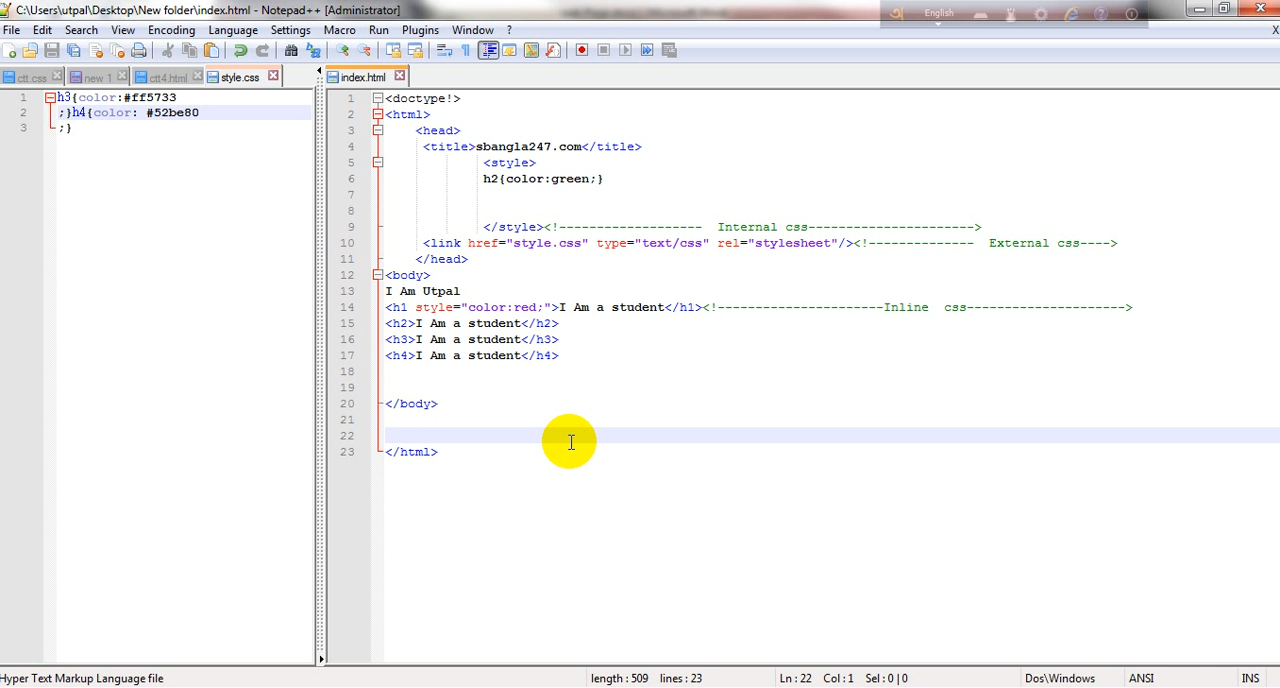 C:\Users\utpal\Desktop\New folder\index.html - Notepad++ [Administrator]
English
File Edit Search View Encoding Language Settings Macro Run Plugins Window ? X
ctt.css new 1 ctt4.html style.css
1 h3{color:#ff5733
2 ;}h4{color: #52be80
3 ;}
index.html
1 <doctype!>
2 <html>
3 <head>
4 <title>sbangla247.com</title>
5 <style>
6 h2{color:green;}
7
8
9 </style><!------------------- Internal css---------------------->
10 <link href="style.css" type="text/css" rel="stylesheet"/><!-------------- External css---->
11 </head>
12 <body>
13 I Am Utpal
14 <h1 style="color:red;">I Am a student</h1><!----------------------Inline css--------------------->
15 <h2>I Am a student</h2>
16 <h3>I Am a student</h3>
17 <h4>I Am a student</h4>
18
19
20 </body>
21
22
23 </html>
Hyper Text Markup Language file length : 509 lines : 23 Ln : 22 Col : 1 Sel : 0 | 0 Dos\Windows ANSI INS